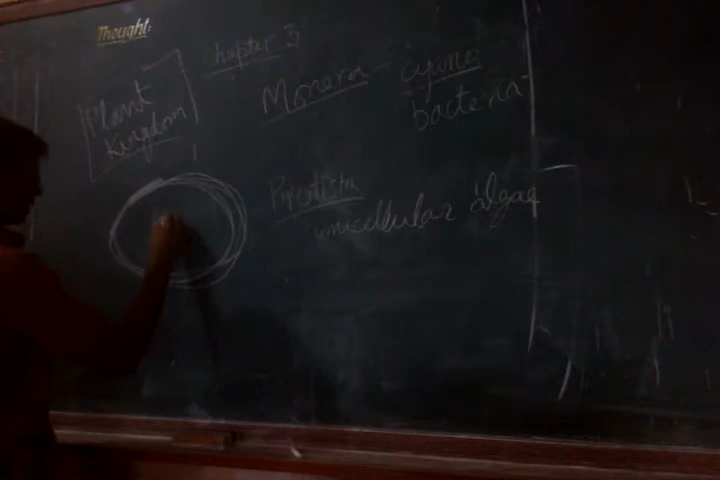 Thought:
Chapter 3
Plant
Kingdom
Monera - cyano
bacteria
Protista
unicellular algae